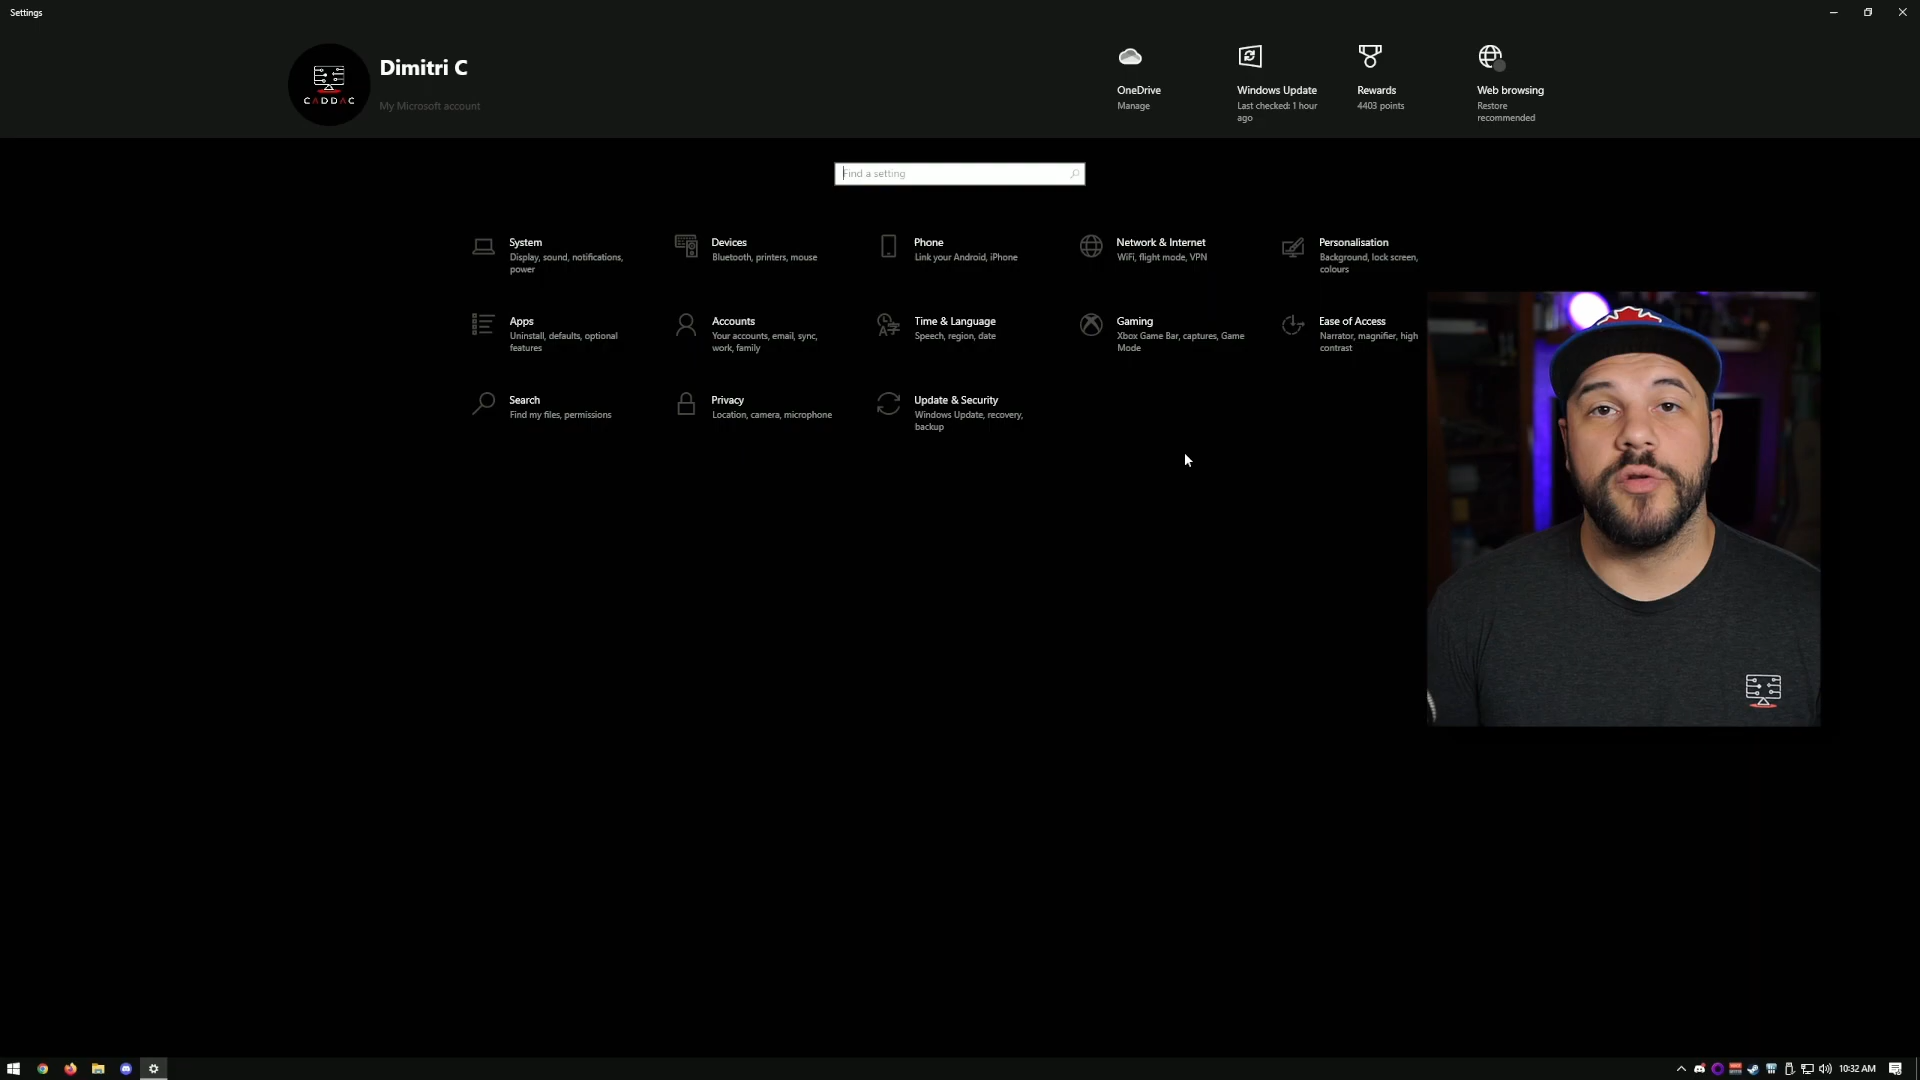 Settings
Dimitri C
My Microsoft account
CADDAC
OneDrive
Manage
Windows Update
Last checked: 1 hour
ago
Rewards
4403 points
Web browsing
Restore
recommended
Find a setting
System
Display, sound, notifications,
power
Devices
Bluetooth, printers, mouse
Phone
Link your Android, iPhone
Network & Internet
WiFi, flight mode, VPN
Personalisation
Background, lock screen,
colours
Apps
Uninstall, defaults, optional
features
Accounts
Your accounts, email, sync,
work, family
Time & Language
Speech, region, date
Gaming
Xbox Game Bar, captures, Game
Mode
Ease of Access
Narrator, magnifier, high
contrast
Search
Find my files, permissions
Privacy
Location, camera, microphone
Update & Security
Windows Update, recovery,
backup
10:32 AM